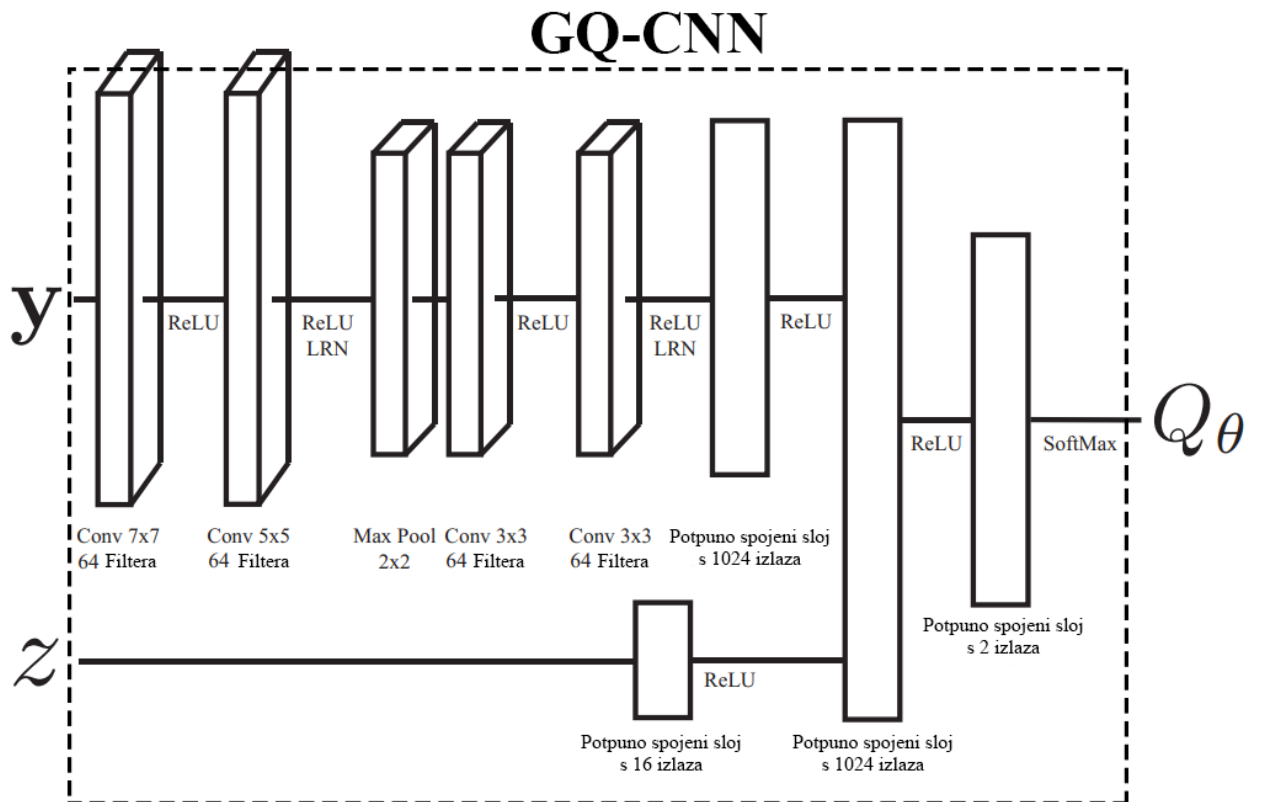 GQ-CNN
y
ReLU
ReLU
LRN
ReLU
ReLU
LRN
ReLU
ReLU
SoftMax
Q_θ
Conv 7x7
64 Filtera
Conv 5x5
64 Filtera
Max Pool
2x2
Conv 3x3
64 Filtera
Conv 3x3
64 Filtera
Potpuno spojeni sloj
s 1024 izlaza
Potpuno spojeni sloj
s 2 izlaza
z
ReLU
Potpuno spojeni sloj
s 16 izlaza
Potpuno spojeni sloj
s 1024 izlaza